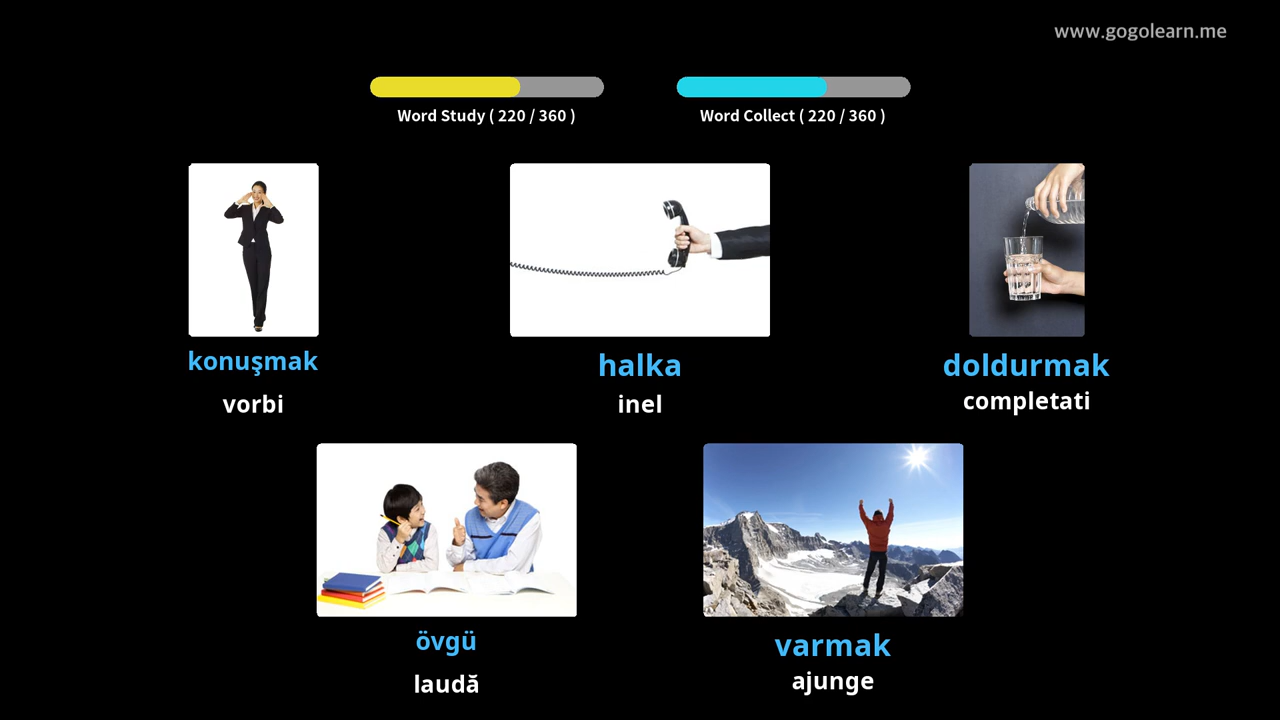 www.gogolearn.me
Word Study ( 220 / 360 )
Word Collect ( 220 / 360 )
konuşmak
halka
doldurmak
vorbi
inel
completati
övgü
varmak
laudă
ajunge